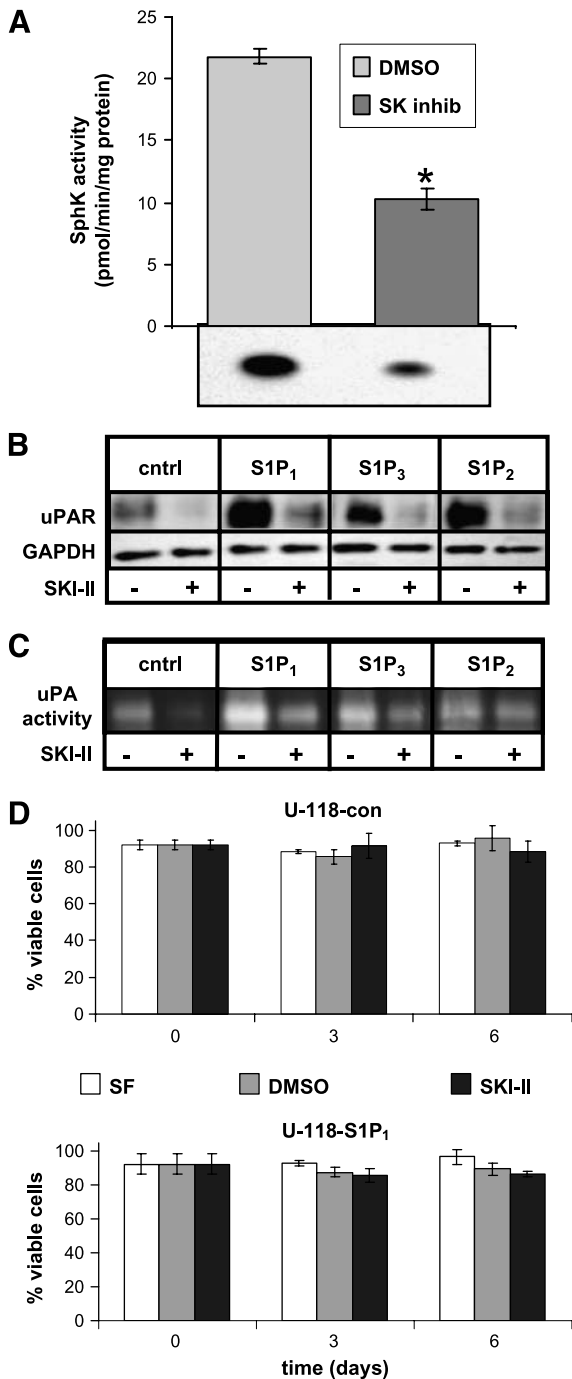 A
SphK activity
(pmol/min/mg protein)
25
20
15
10
5
0
DMSO
SK inhib
*
B
cntrl S1P₁ S1P₃ S1P₂
uPAR
GAPDH
SKI-II - + - + - + - +
C
cntrl S1P₁ S1P₃ S1P₂
uPA
activity
SKI-II - + - + - + - +
D
U-118-con
% viable cells
100
80
60
40
20
0
0 3 6
SF DMSO SKI-II
U-118-S1P₁
% viable cells
100
80
60
40
20
0
0 3 6
time (days)